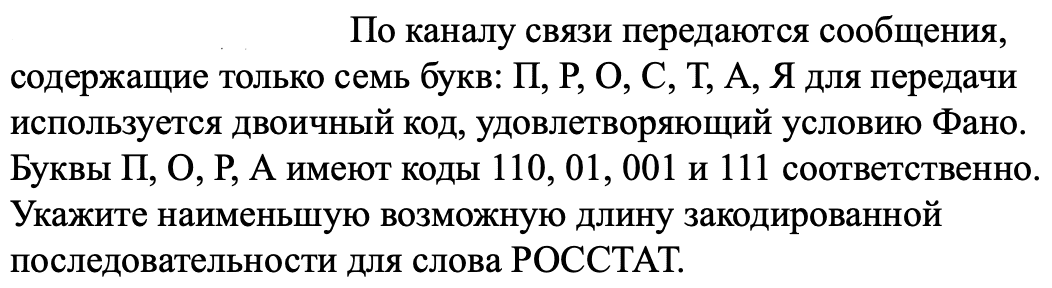 По каналу связи передаются сообщения,
содержащие только семь букв: П, Р, О, С, Т, А, Я для передачи
используется двоичный код, удовлетворяющий условию Фано.
Буквы П, О, Р, А имеют коды 110, 01, 001 и 111 соответственно.
Укажите наименьшую возможную длину закодированной
последовательности для слова РОССТАТ.